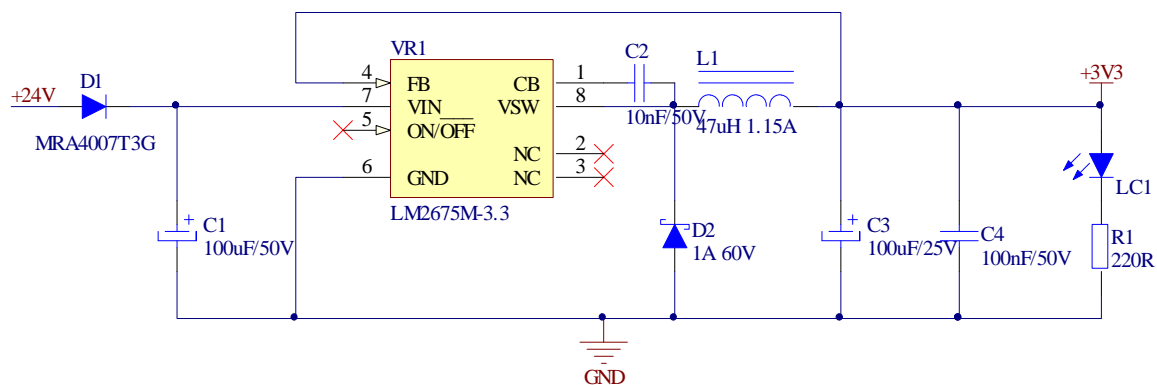 VR1
D1
+24V
MRA4007T3G
4
7
5
6
FB
VIN
ON/OFF
GND
CB
VSW
NC
NC
1
8
2
3
LM2675M-3.3
C1
100uF/50V
C2
10nF/50V
L1
47uH 1.15A
D2
1A 60V
C3
100uF/25V
C4
100nF/50V
+3V3
LC1
R1
220R
GND